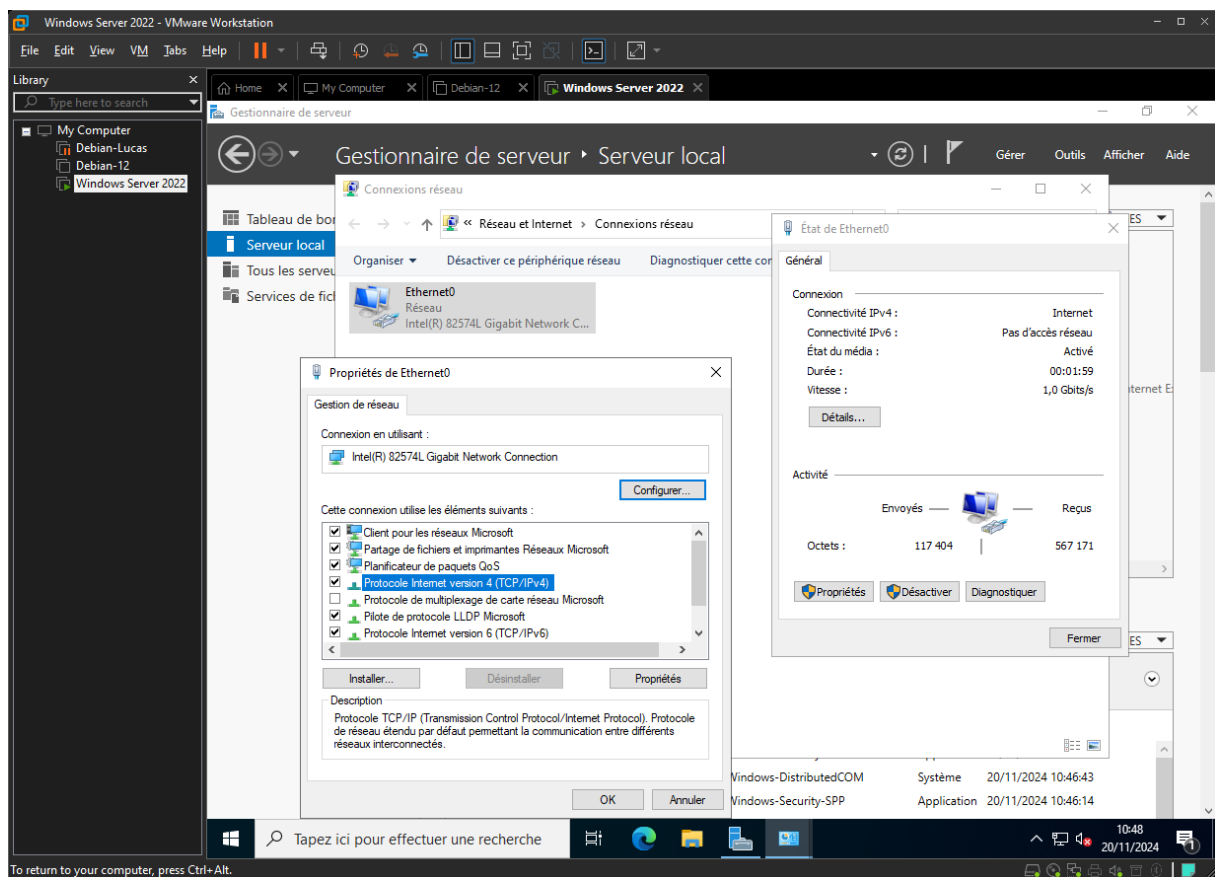 Windows Server 2022 - VMware Workstation
File Edit View VM Tabs Help
Library
Type here to search
Home My Computer Debian-12 Windows Server 2022
My Computer
Debian-Lucas
Debian-12
Windows Server 2022
Gestionnaire de serveur
Gestionnaire de serveur Serveur local
Gérer Outils Afficher Aide
Tableau de bor
Serveur local
Tous les serveu
Services de fich
Connexions réseau
« Réseau et Internet > Connexions réseau
Organiser Désactiver ce périphérique réseau Diagnostiquer cette con
Ethernet0
Réseau
Intel(R) 82574L Gigabit Network C...
ES
État de Ethernet0
Général
Connexion
Connectivité IPv4 : Internet
Connectivité IPv6 : Pas d'accès réseau
État du média : Activé
Durée : 00:01:59
Vitesse : 1,0 Gbits/s
Détails...
Activité
Envoyés — — Reçus
Octets : 117 404 | 567 171
Propriétés Désactiver Diagnostiquer
Fermer
ES
Propriétés de Ethernet0
Gestion de réseau
Connexion en utilisant :
Intel(R) 82574L Gigabit Network Connection
Configurer...
Cette connexion utilise les éléments suivants :
Client pour les réseaux Microsoft
Partage de fichiers et imprimantes Réseaux Microsoft
Planificateur de paquets QoS
Protocole Internet version 4 (TCP/IPv4)
Protocole de multiplexage de carte réseau Microsoft
Pilote de protocole LLDP Microsoft
Protocole Internet version 6 (TCP/IPv6)
Installer... Désinstaller Propriétés
Description
Protocole TCP/IP (Transmission Control Protocol/Internet Protocol). Protocole
de réseau étendu par défaut permettant la communication entre différents
réseaux interconnectés.
OK Annuler
Windows-DistributedCOM Système 20/11/2024 10:46:43
Windows-Security-SPP Application 20/11/2024 10:46:14
Tapez ici pour effectuer une recherche
10:48
20/11/2024
To return to your computer, press Ctrl+Alt.